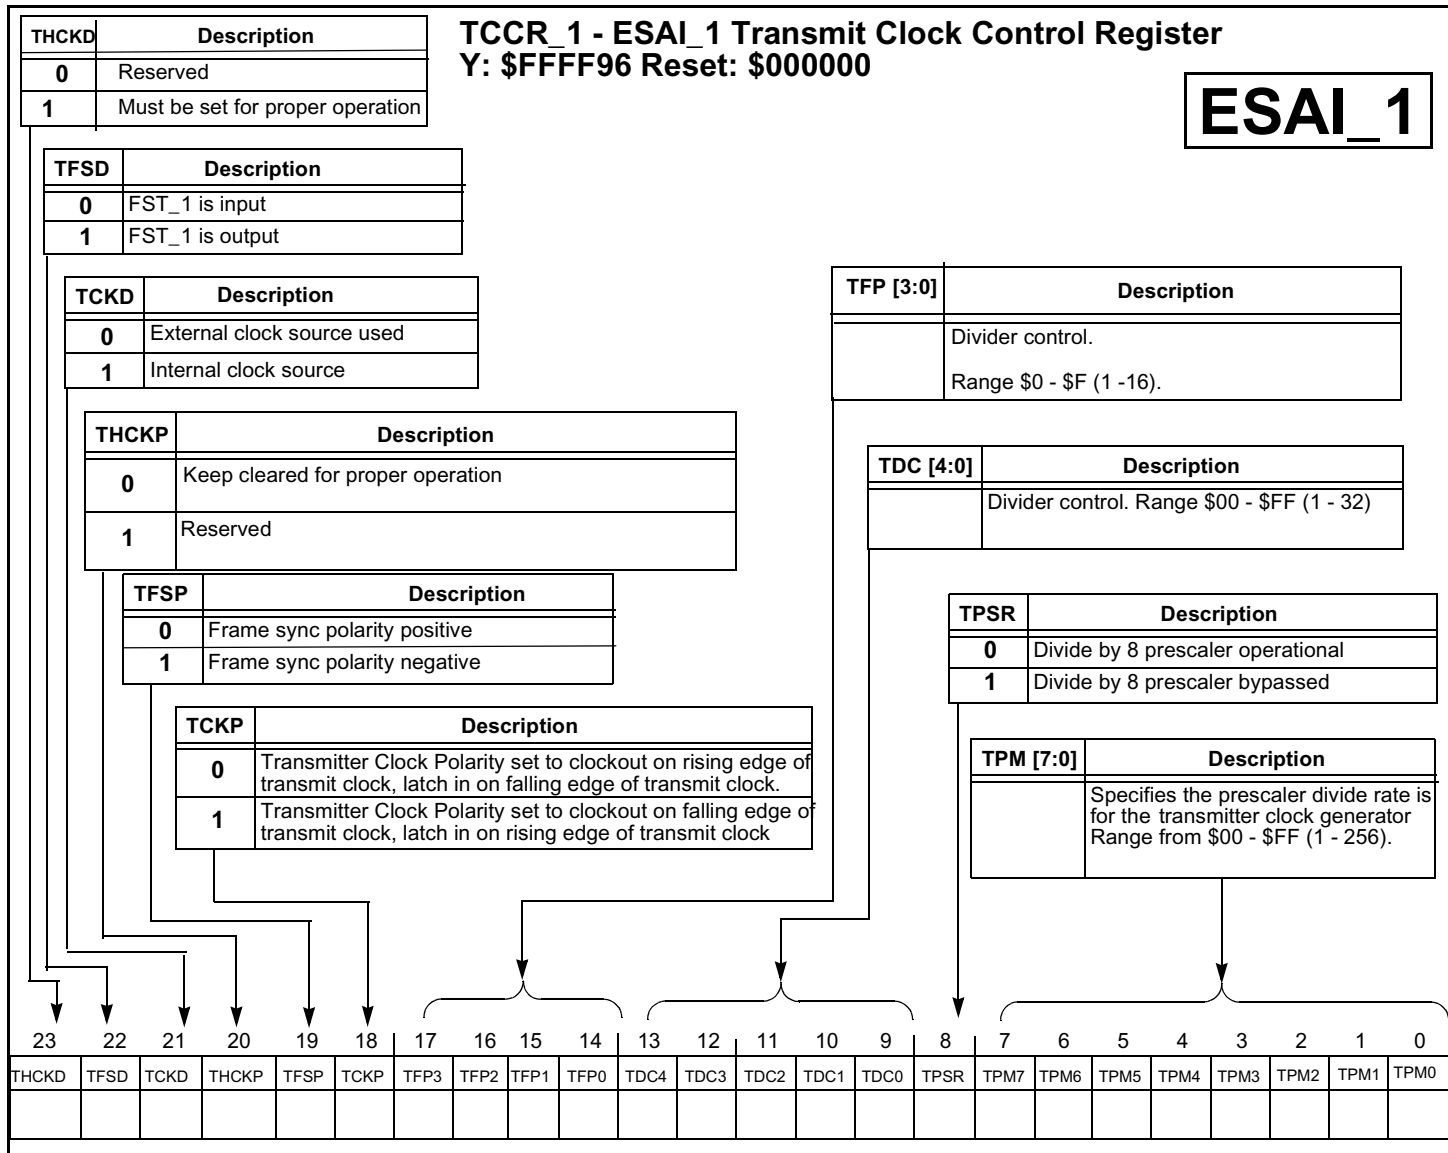 TCCR_1 - ESAI_1 Transmit Clock Control Register
Y: $FFFF96 Reset: $000000
ESAI_1
THCKD Description
0 Reserved
1 Must be set for proper operation
TFSD Description
0 FST_1 is input
1 FST_1 is output
TCKD Description
0 External clock source used
1 Internal clock source
THCKP Description
0 Keep cleared for proper operation
1 Reserved
TFSP Description
0 Frame sync polarity positive
1 Frame sync polarity negative
TCKP Description
0 Transmitter Clock Polarity set to clockout on rising edge of
transmit clock, latch in on falling edge of transmit clock.
1 Transmitter Clock Polarity set to clockout on falling edge of
transmit clock, latch in on rising edge of transmit clock
TFP [3:0] Description
Divider control.
Range $0 - $F (1 -16).
TDC [4:0] Description
Divider control. Range $00 - $FF (1 - 32)
TPSR Description
0 Divide by 8 prescaler operational
1 Divide by 8 prescaler bypassed
TPM [7:0] Description
Specifies the prescaler divide rate is
for the transmitter clock generator
Range from $00 - $FF (1 - 256).
23 22 21 20 19 18 17 16 15 14 13 12 11 10 9 8 7 6 5 4 3 2 1 0
THCKD TFSD TCKD THCKP TFSP TCKP TFP3 TFP2 TFP1 TFP0 TDC4 TDC3 TDC2 TDC1 TDC0 TPSR TPM7 TPM6 TPM5 TPM4 TPM3 TPM2 TPM1 TPM0